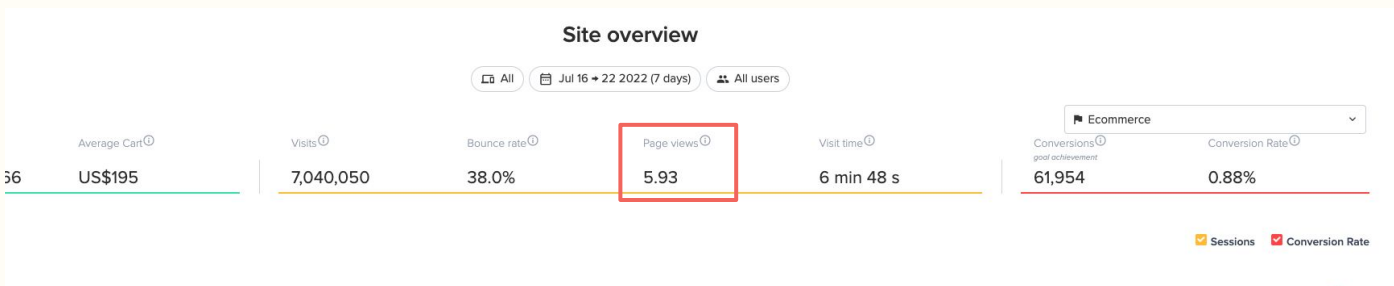 Site overview
All
Jul 16 → 22 2022 (7 days)
All users
Ecommerce
Average Cart
Visits
Bounce rate
Page views
Visit time
Conversions
goal achievement
Conversion Rate
66
US$195
7,040,050
38.0%
5.93
6 min 48 s
61,954
0.88%
Sessions
Conversion Rate